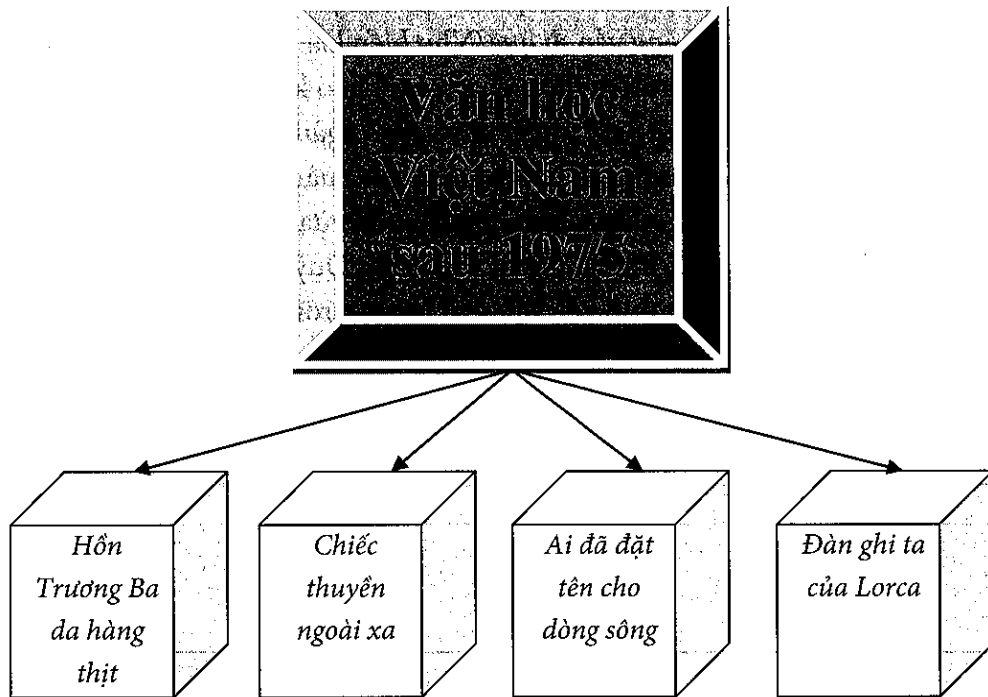 Văn học
Việt Nam
sau 1975
Hồn
Trương Ba
da hàng
thịt
Chiếc
thuyền
ngoài xa
Ai đã đặt
tên cho
dòng sông
Đàn ghi ta
của Lorca